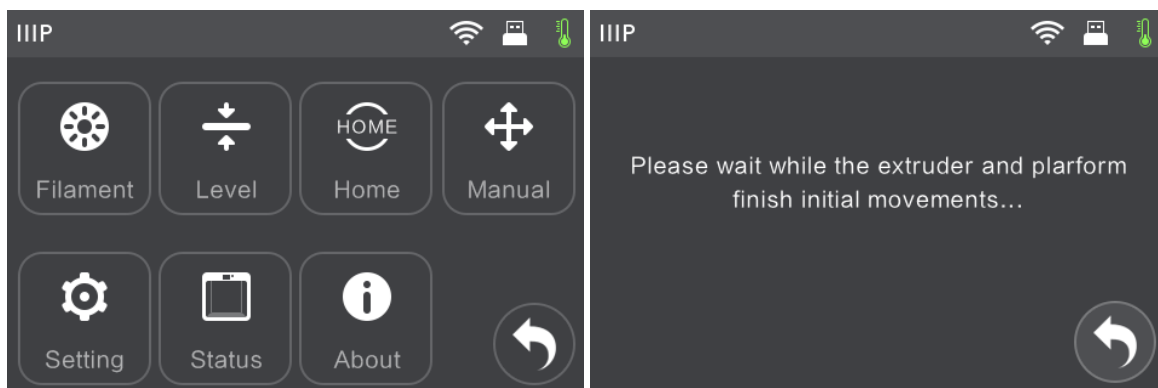 IIIP
Filament
Level
HOME
Home
Manual
Setting
Status
About
IIIP
Please wait while the extruder and plarform
finish initial movements...